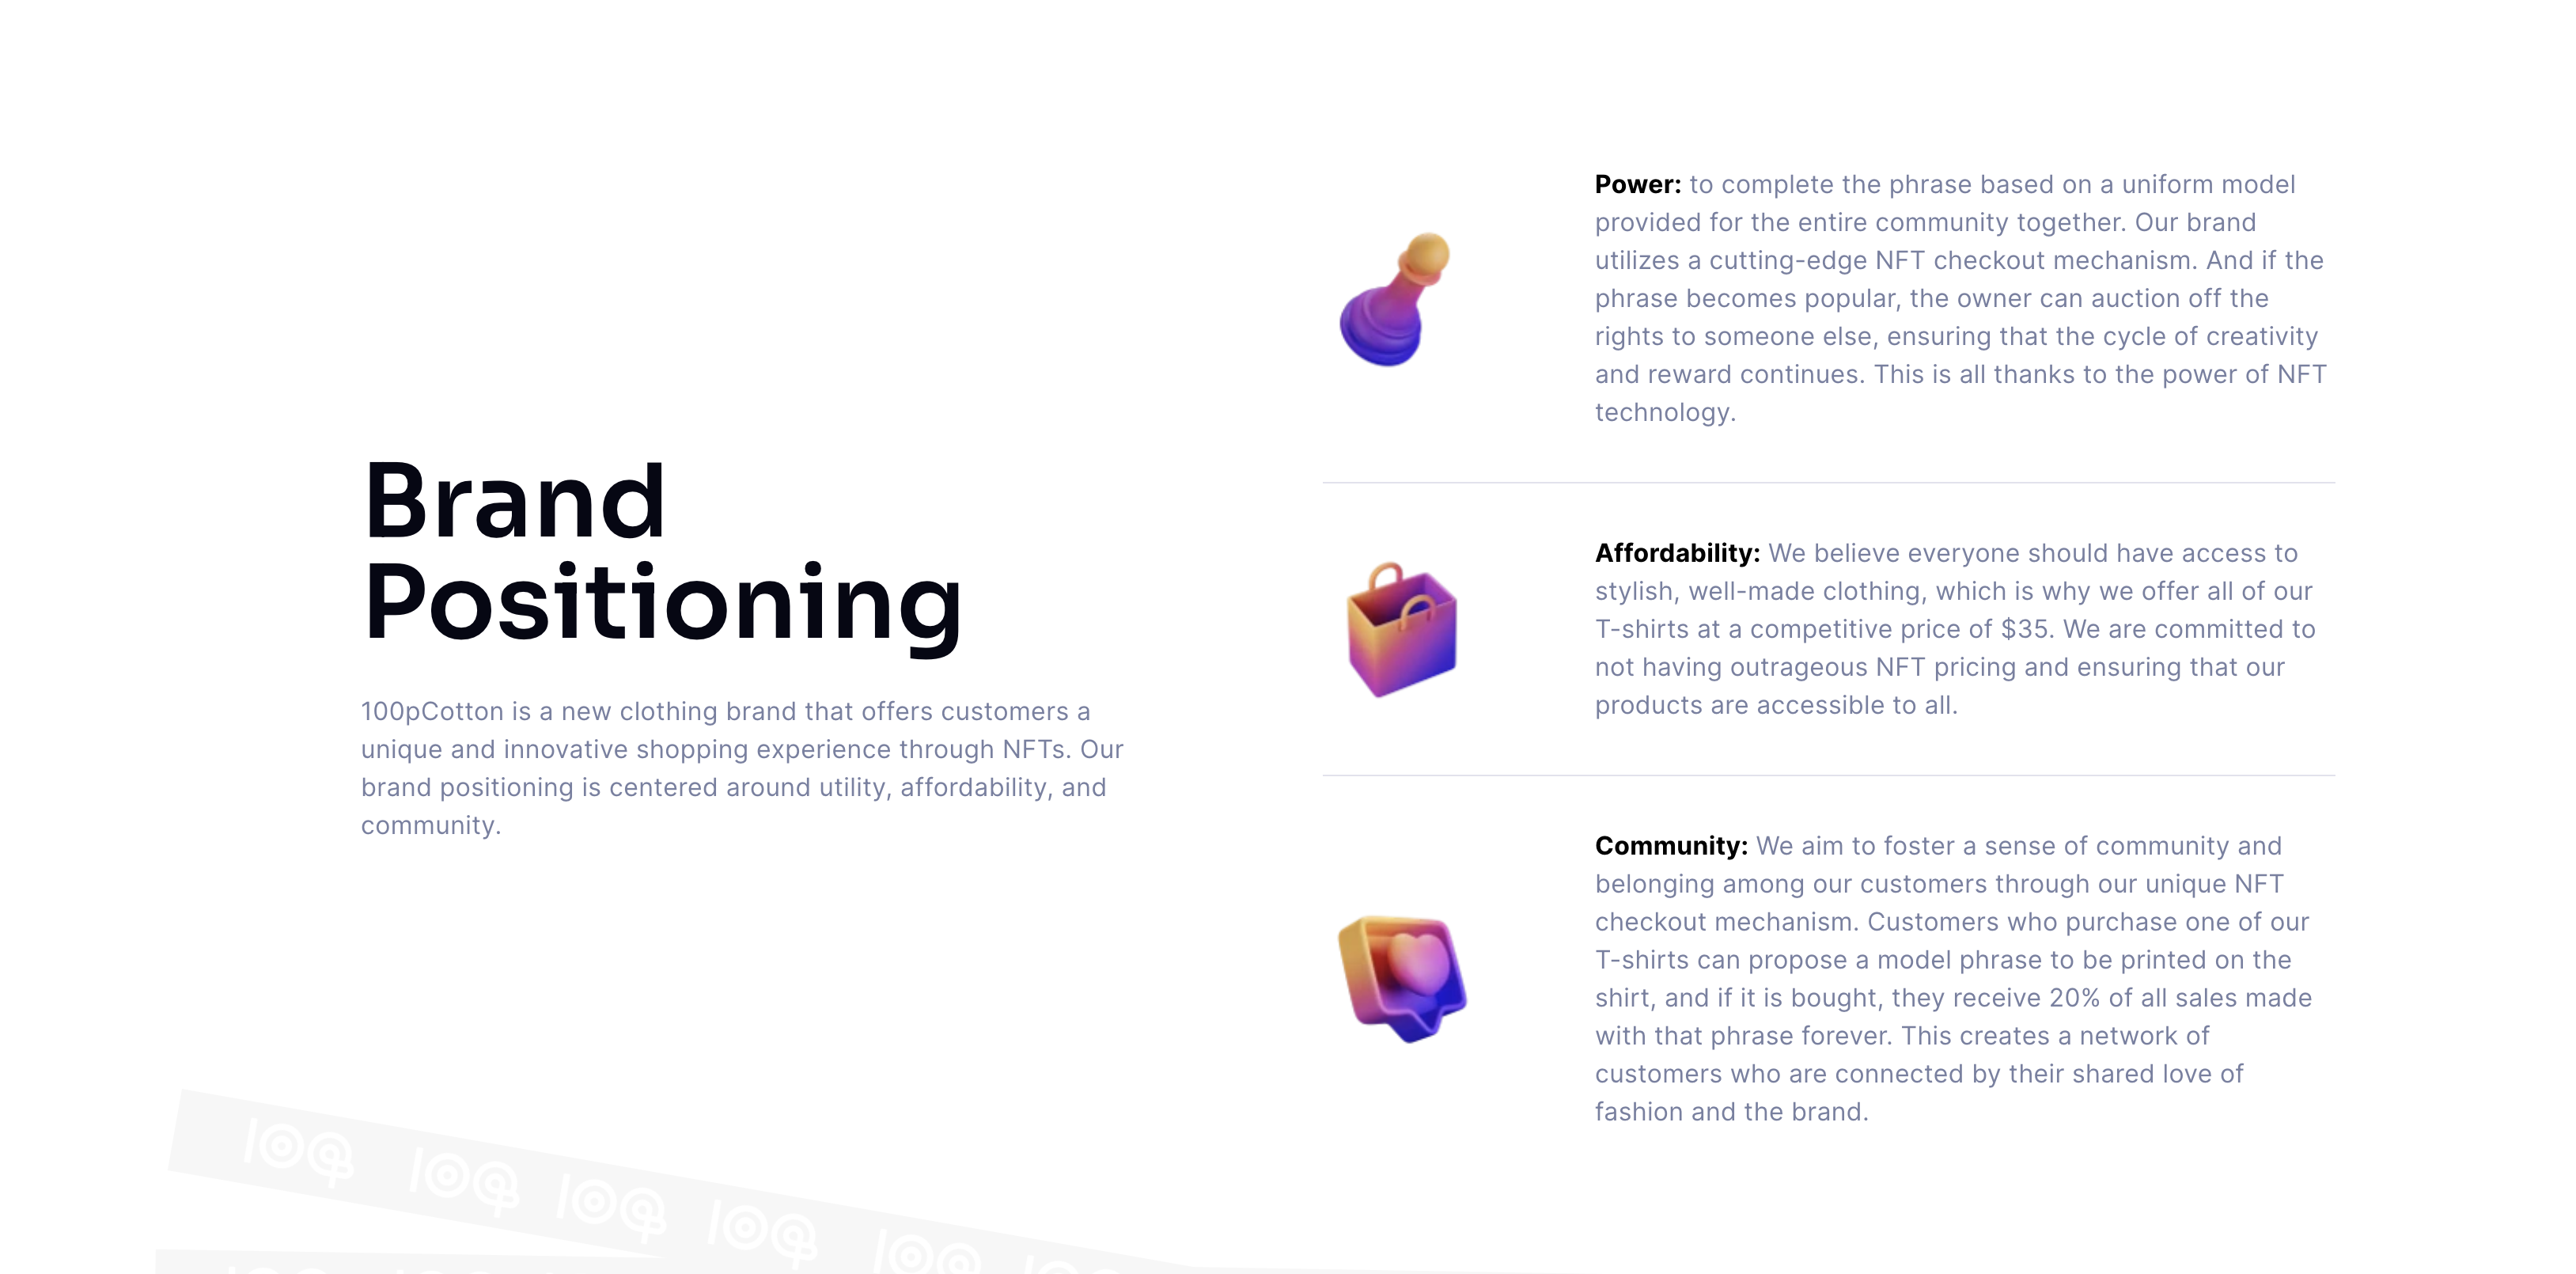 Brand
Positioning
100pCotton is a new clothing brand that offers customers a
unique and innovative shopping experience through NFTs. Our
brand positioning is centered around utility, affordability, and
community.
Power: to complete the phrase based on a uniform model
provided for the entire community together. Our brand
utilizes a cutting-edge NFT checkout mechanism. And if the
phrase becomes popular, the owner can auction off the
rights to someone else, ensuring that the cycle of creativity
and reward continues. This is all thanks to the power of NFT
technology.
Affordability: We believe everyone should have access to
stylish, well-made clothing, which is why we offer all of our
T-shirts at a competitive price of $35. We are committed to
not having outrageous NFT pricing and ensuring that our
products are accessible to all.
Community: We aim to foster a sense of community and
belonging among our customers through our unique NFT
checkout mechanism. Customers who purchase one of our
T-shirts can propose a model phrase to be printed on the
shirt, and if it is bought, they receive 20% of all sales made
with that phrase forever. This creates a network of
customers who are connected by their shared love of
fashion and the brand.